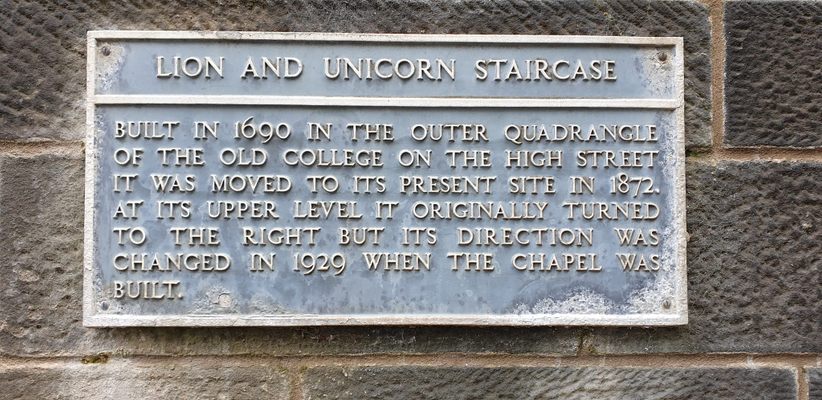 LION AND UNICORN STAIRCASE
BUILT IN 1690 IN THE OUTER QUADRANGLE
OF THE OLD COLLEGE ON THE HIGH STREET
IT WAS MOVED TO ITS PRESENT SITE IN 1872.
AT ITS UPPER LEVEL IT ORIGINALLY TURNED
TO THE RIGHT BUT ITS DIRECTION WAS
CHANGED IN 1929 WHEN THE CHAPEL WAS
BUILT.